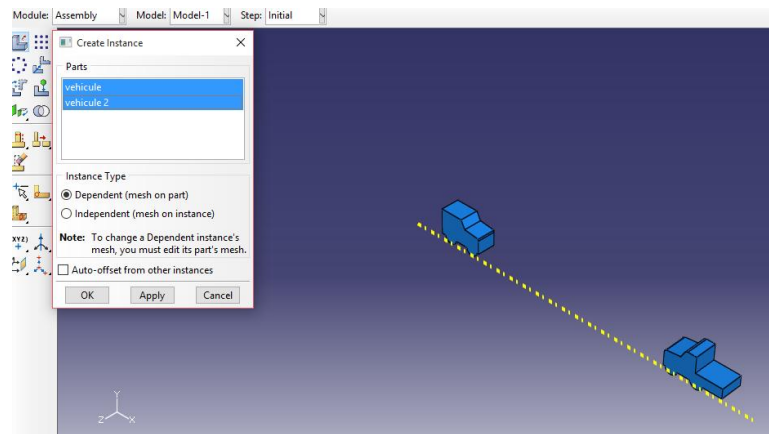 Module: Assembly Model: Model-1 Step: Initial
Create Instance
Parts
vehicule
vehicule 2
Instance Type
Dependent (mesh on part)
Independent (mesh on instance)
Note: To change a Dependent instance's
mesh, you must edit its part's mesh.
Auto-offset from other instances
OK Apply Cancel
XYZ)
Y
Z X